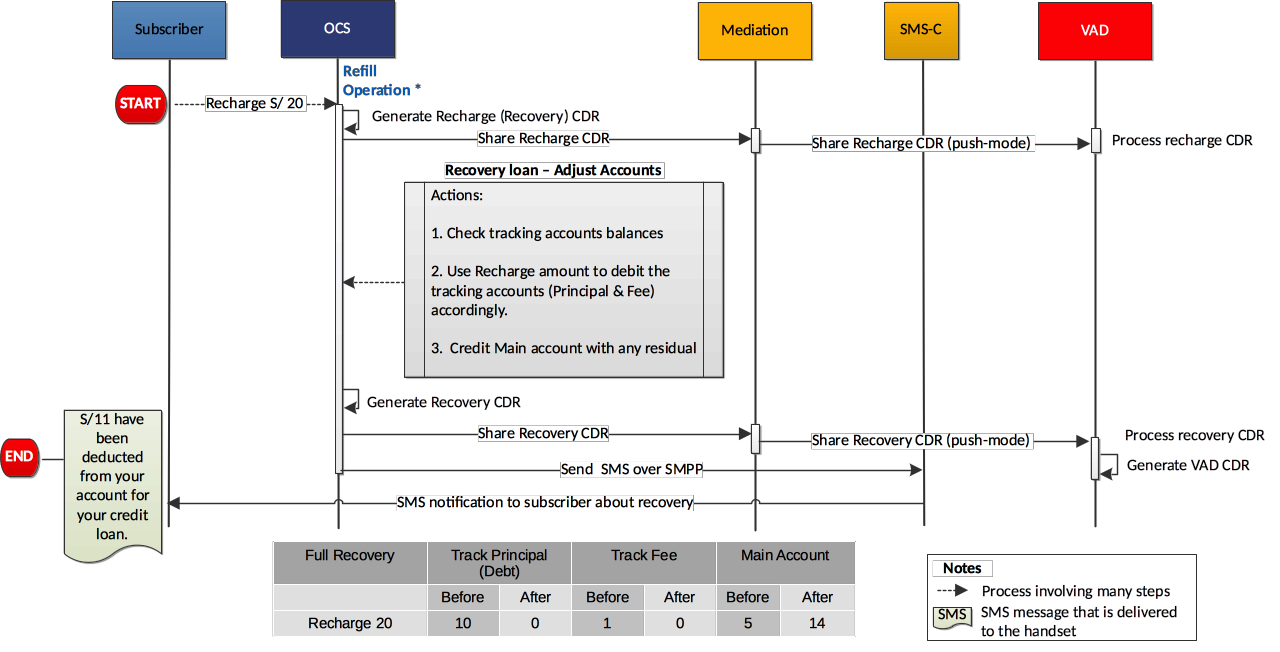 Subscriber
OCS
Mediation
SMS-C
VAD
Refill
Operation *
START
Recharge S/ 20
Generate Recharge (Recovery) CDR
Share Recharge CDR
Share Recharge CDR (push-mode)
Process recharge CDR
Recovery loan – Adjust Accounts
Actions:
1. Check tracking accounts balances
2. Use Recharge amount to debit the
tracking accounts (Principal & Fee)
accordingly.
3.  Credit Main account with any residual
Generate Recovery CDR
Share Recovery CDR
Share Recovery CDR (push-mode)
Process recovery CDR
Generate VAD CDR
Send  SMS over SMPP
SMS notification to subscriber about recovery
END
S/11 have
been
deducted
from your
account for
your credit
loan.
Full Recovery
Track Principal
(Debt)
Track Fee
Main Account
Before After Before After Before After
Recharge 20 10 0 1 0 5 14
Notes
Process involving many steps
SMS
SMS message that is delivered
to the handset